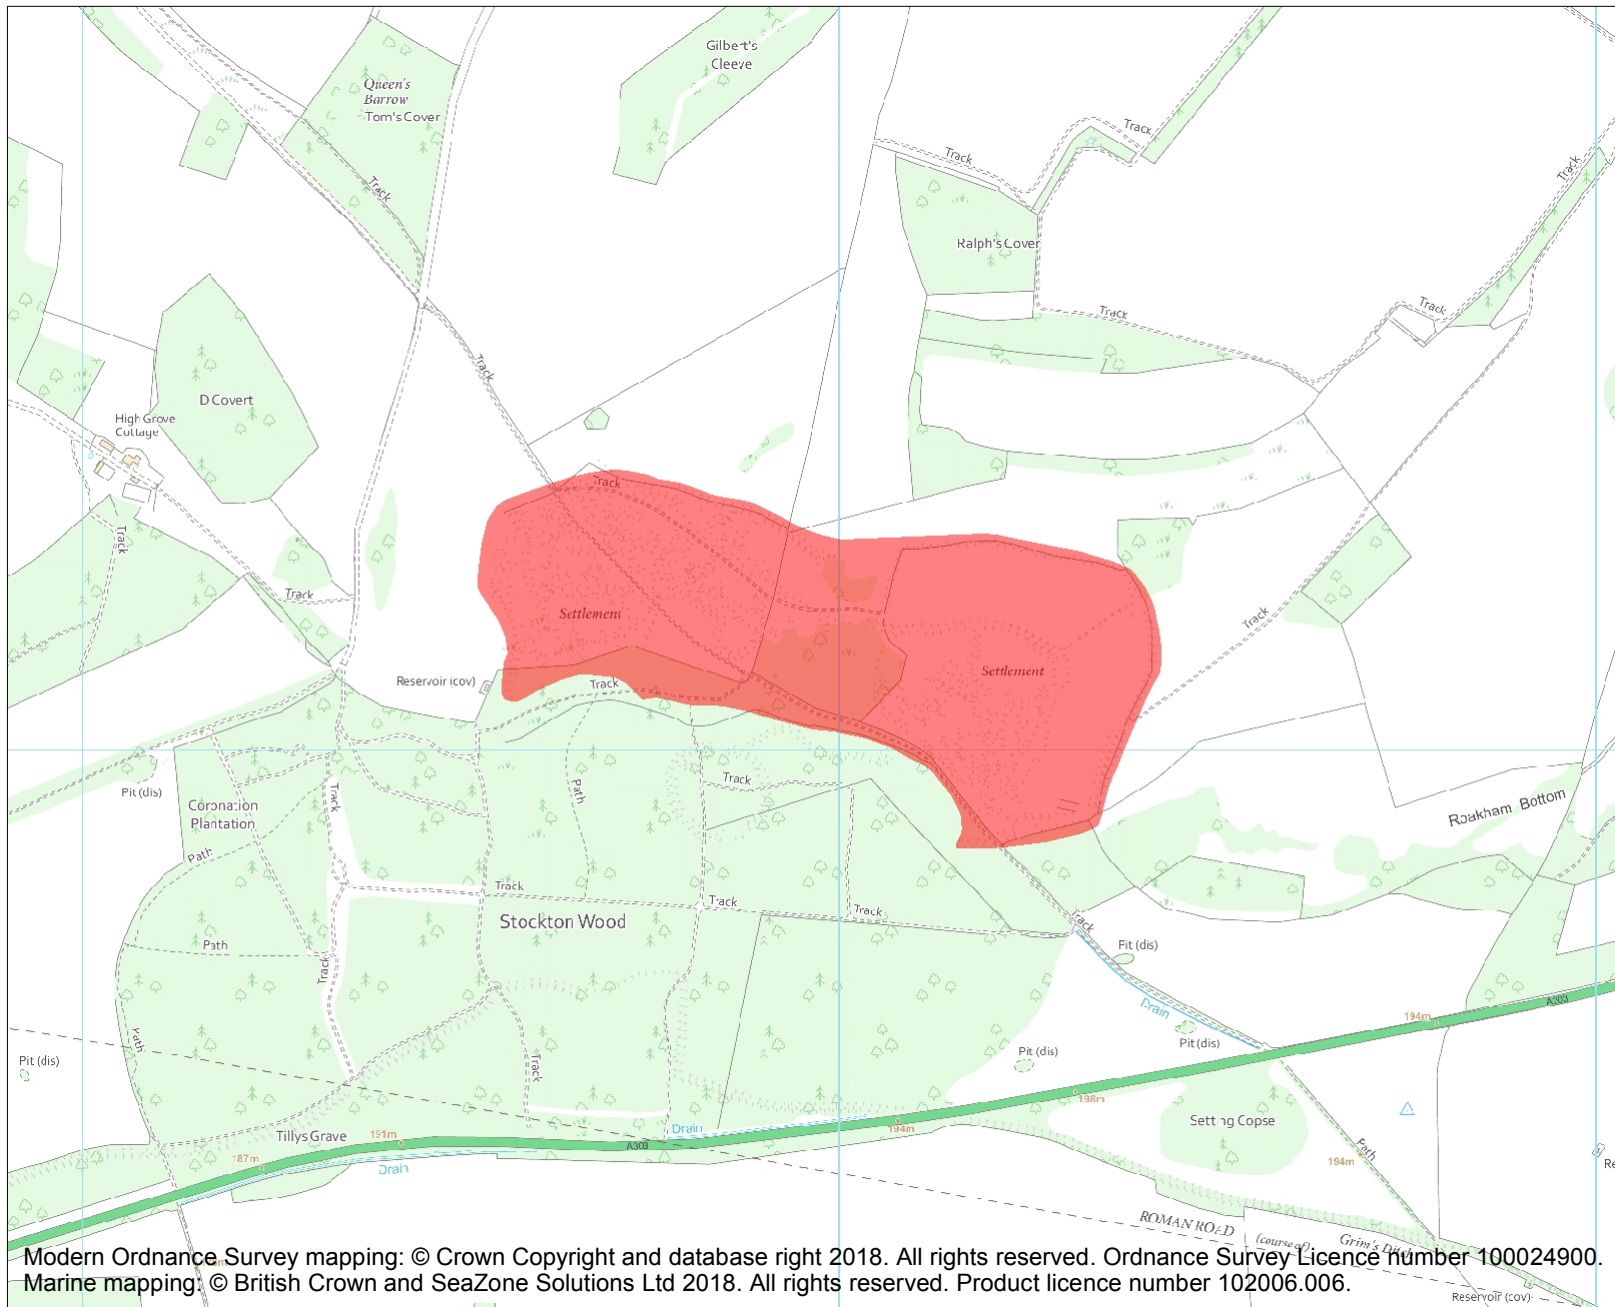 Gilbert's
Cleeve
Queen's
Barrow
Tom's Cover
Track
Track
Track
Track
Ralph's Cover
Track
Track
Track
D Covert
High Grove
Cottage
Track
Track
Track
Track
Settlement
Settlement
Track
Reservoir (cov)
Track
Pit (dis)
Coronation
Plantation
Track
Path
Track
Roakham Bottom
Path
Track
Track
Track
Stockton Wood
Track
Path
Track
Pit (dis)
Drain
A303
194m
Pit (dis)
Pit (dis)
Path
Pit (dis)
Track
198m
Setting Copse
Tillys Grave
191m
Drain
194m
A303
187m
Drain
Path
194m
ROMAN ROAD
(course of)
Grim's Ditch
Modern Ordnance Survey mapping: © Crown Copyright and database right 2018. All rights reserved. Ordnance Survey Licence number 100024900.
Marine mapping: © British Crown and SeaZone Solutions Ltd 2018. All rights reserved. Product licence number 102006.006.
Reservoir (cov)